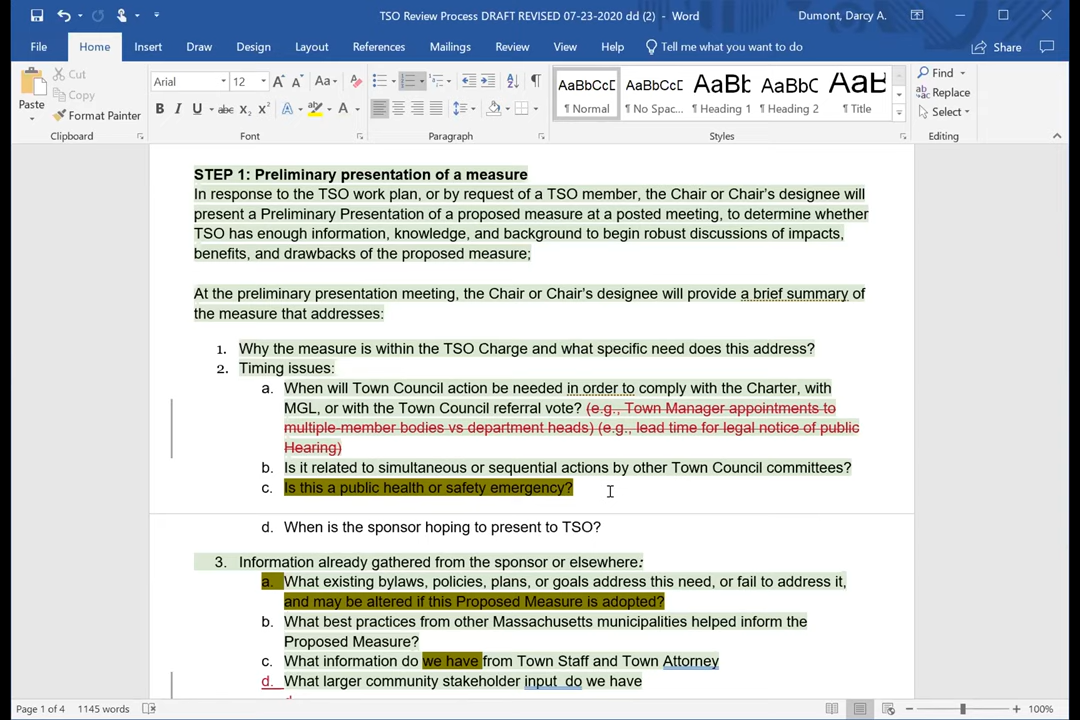 TSO Review Process DRAFT REVISED 07-23-2020 dd (2) - Word
Dumont, Darcy A.
File Home Insert Draw Design Layout References Mailings Review View Help Tell me what you want to do Share
Cut
Copy
Format Painter
Paste
Arial 12
Aa
B I U abc X2 X2 A A
AaBbCcI AaBbCcI AaBbC AaBbCcI AaBb
¶ Normal ¶ No Spac... ¶ Heading 1 ¶ Heading 2 ¶ Title
Find
Replace
Select
Clipboard Font Paragraph Styles Editing
STEP 1: Preliminary presentation of a measure
In response to the TSO work plan, or by request of a TSO member, the Chair or Chair's designee will
present a Preliminary Presentation of a proposed measure at a posted meeting, to determine whether
TSO has enough information, knowledge, and background to begin robust discussions of impacts,
benefits, and drawbacks of the proposed measure;
At the preliminary presentation meeting, the Chair or Chair's designee will provide a brief summary of
the measure that addresses:
1. Why the measure is within the TSO Charge and what specific need does this address?
2. Timing issues:
a. When will Town Council action be needed in order to comply with the Charter, with
MGL, or with the Town Council referral vote? (e.g., Town Manager appointments to
multiple-member bodies vs department heads) (e.g., lead time for legal notice of public
Hearing)
b. Is it related to simultaneous or sequential actions by other Town Council committees?
c. Is this a public health or safety emergency?
d. When is the sponsor hoping to present to TSO?
3. Information already gathered from the sponsor or elsewhere:
a. What existing bylaws, policies, plans, or goals address this need, or fail to address it,
and may be altered if this Proposed Measure is adopted?
b. What best practices from other Massachusetts municipalities helped inform the
Proposed Measure?
c. What information do we have from Town Staff and Town Attorney
d. What larger community stakeholder input do we have
Page 1 of 4 1145 words 100%